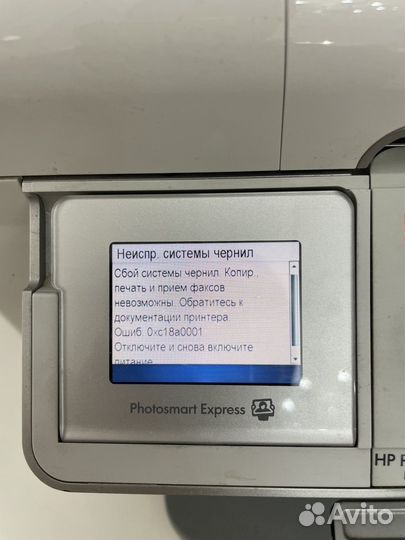 Неиспр. системы чернил
Сбой системы чернил. Копир.,
печать и прием факсов
невозможны. Обратитесь к
документации принтера.
Ошиб. 0xc18a0001
Отключите и снова включите
питание
Photosmart Express
HP
Avito